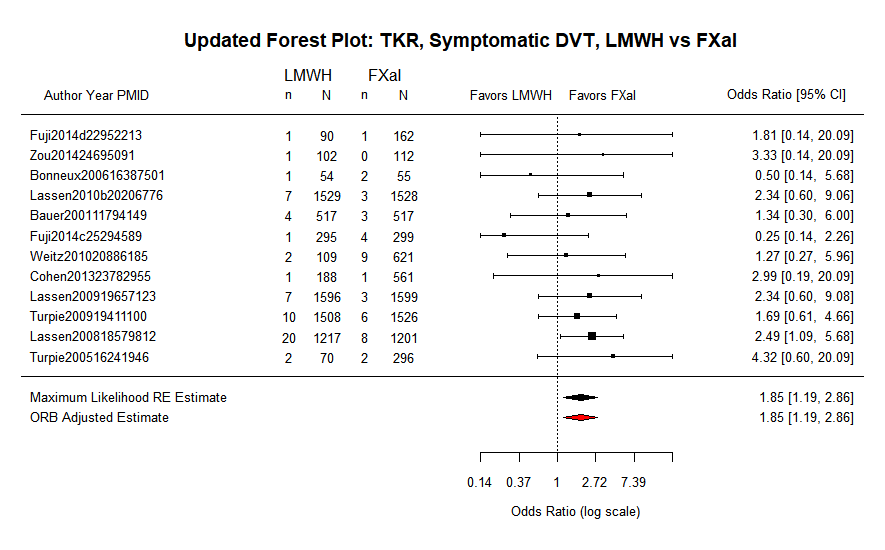 Updated Forest Plot: TKR, Symptomatic DVT, LMWH vs FXaI
LMWH FXaI
Author Year PMID n N n N Favors LMWH Favors FXaI Odds Ratio [95% CI]
Fuji2014d22952213 1 90 1 162 1.81 [0.14, 20.09]
Zou201424695091 1 102 0 112 3.33 [0.14, 20.09]
Bonneux200616387501 1 54 2 55 0.50 [0.14, 5.68]
Lassen2010b20206776 7 1529 3 1528 2.34 [0.60, 9.06]
Bauer200111794149 4 517 3 517 1.34 [0.30, 6.00]
Fuji2014c25294589 1 295 4 299 0.25 [0.14, 2.26]
Weitz201020886185 2 109 9 621 1.27 [0.27, 5.96]
Cohen201323782955 1 188 1 561 2.99 [0.19, 20.09]
Lassen200919657123 7 1596 3 1599 2.34 [0.60, 9.08]
Turpie200919411100 10 1508 6 1526 1.69 [0.61, 4.66]
Lassen200818579812 20 1217 8 1201 2.49 [1.09, 5.68]
Turpie200516241946 2 70 2 296 4.32 [0.60, 20.09]
Maximum Likelihood RE Estimate 1.85 [1.19, 2.86]
ORB Adjusted Estimate 1.85 [1.19, 2.86]
0.14 0.37 1 2.72 7.39
Odds Ratio (log scale)